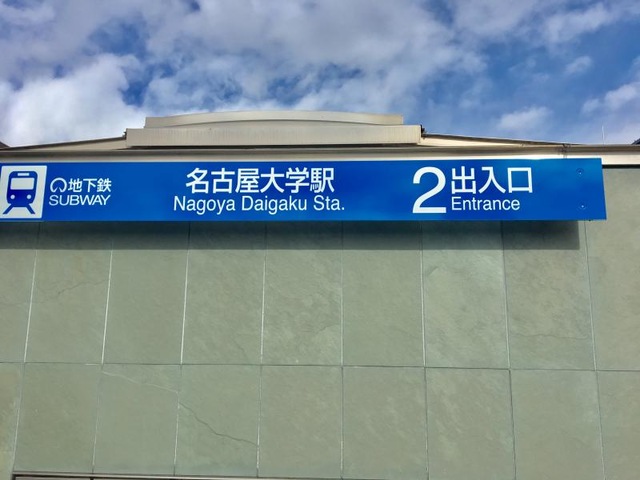 地下鉄
SUBWAY
名古屋大学駅
Nagoya Daigaku Sta.
2 出入口
Entrance